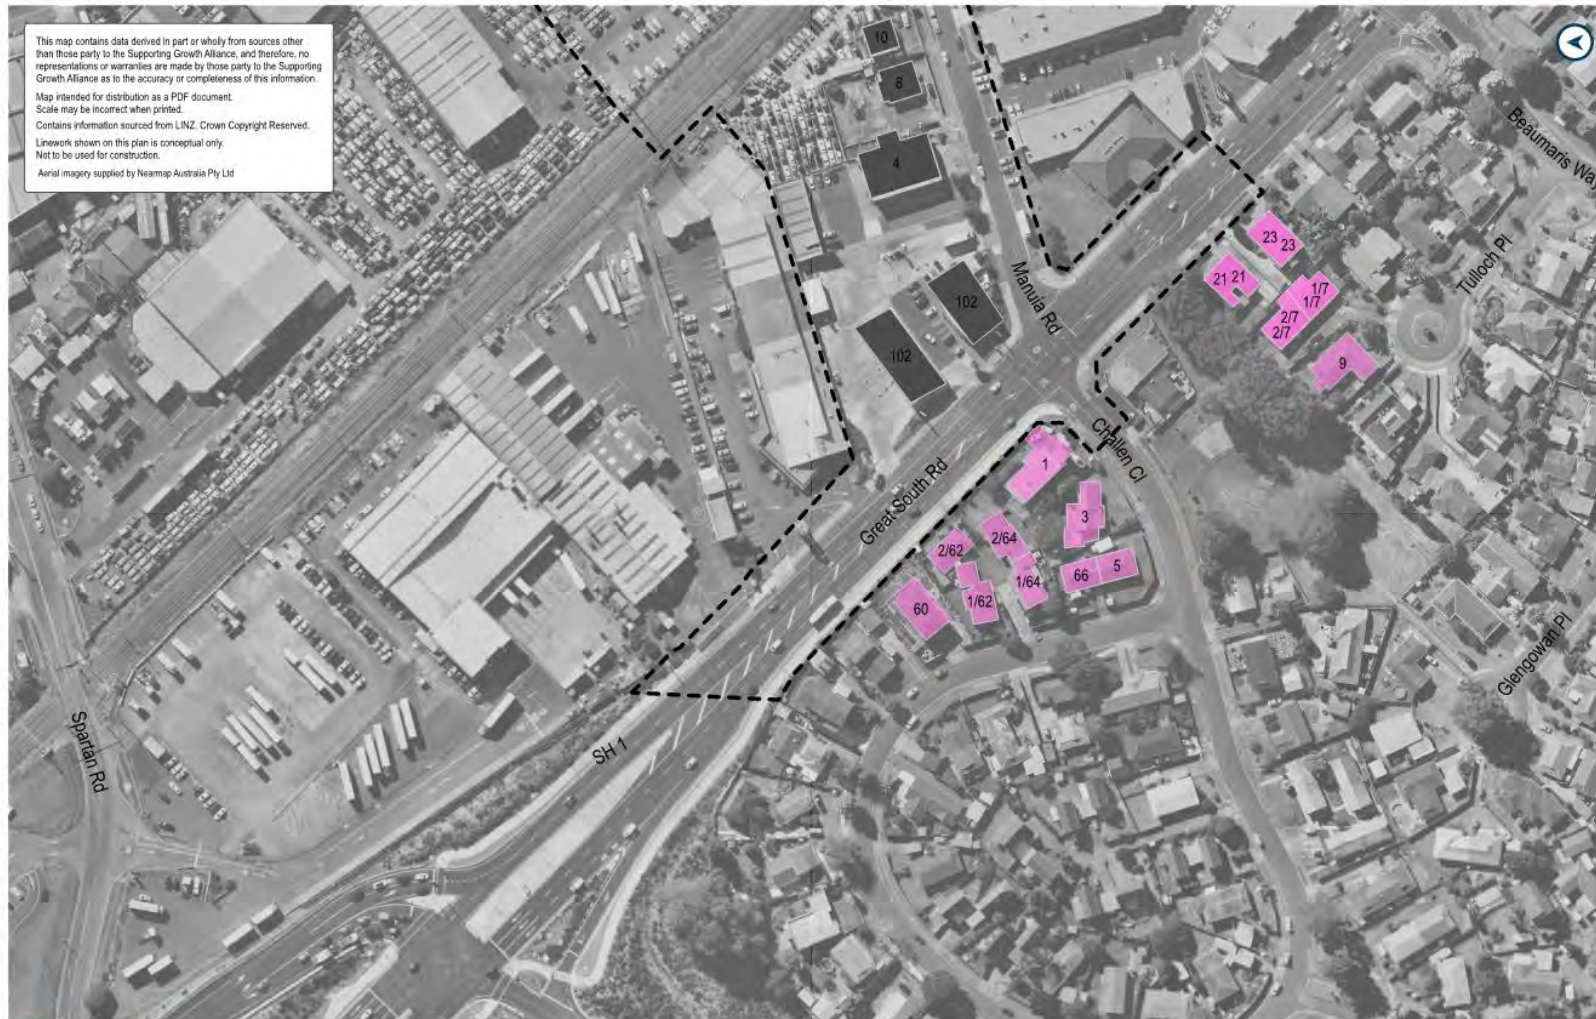 This map contains data derived in part or wholly from sources other
than those party to the Supporting Growth Alliance, and therefore, no
representations or warranties are made by those party to the Supporting
Growth Alliance as to the accuracy or completeness of this information.
Map intended for distribution as a PDF document.
Scale may be incorrect when printed.
Contains information sourced from LINZ. Crown Copyright Reserved.
Linework shown on this plan is conceptual only.
Not to be used for construction.
Aerial imagery supplied by Nearmap Australia Pty Ltd
10
8
4
102
102
Manuia Rd
Beaumaris Way
Tulloch Pl
23 23
21 21
1/7
1/7
2/7
2/7
9
Challen Cl
Great South Rd
1
3
2/64
2/62
66
5
1/64
1/62
60
Glengowan Pl
SH 1
Spartan Rd